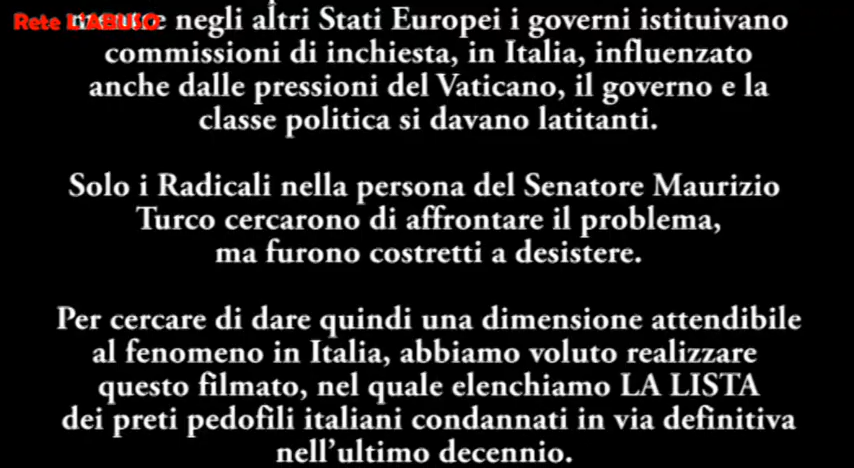 Rete L'ABUSO
negli altri Stati Europei i governi istituivano
commissioni di inchiesta, in Italia, influenzato
anche dalle pressioni del Vaticano, il governo e la
classe politica si davano latitanti.
Solo i Radicali nella persona del Senatore Maurizio
Turco cercarono di affrontare il problema,
ma furono costretti a desistere.
Per cercare di dare quindi una dimensione attendibile
al fenomeno in Italia, abbiamo voluto realizzare
questo filmato, nel quale elenchiamo LA LISTA
dei preti pedofili italiani condannati in via definitiva
nell'ultimo decennio.